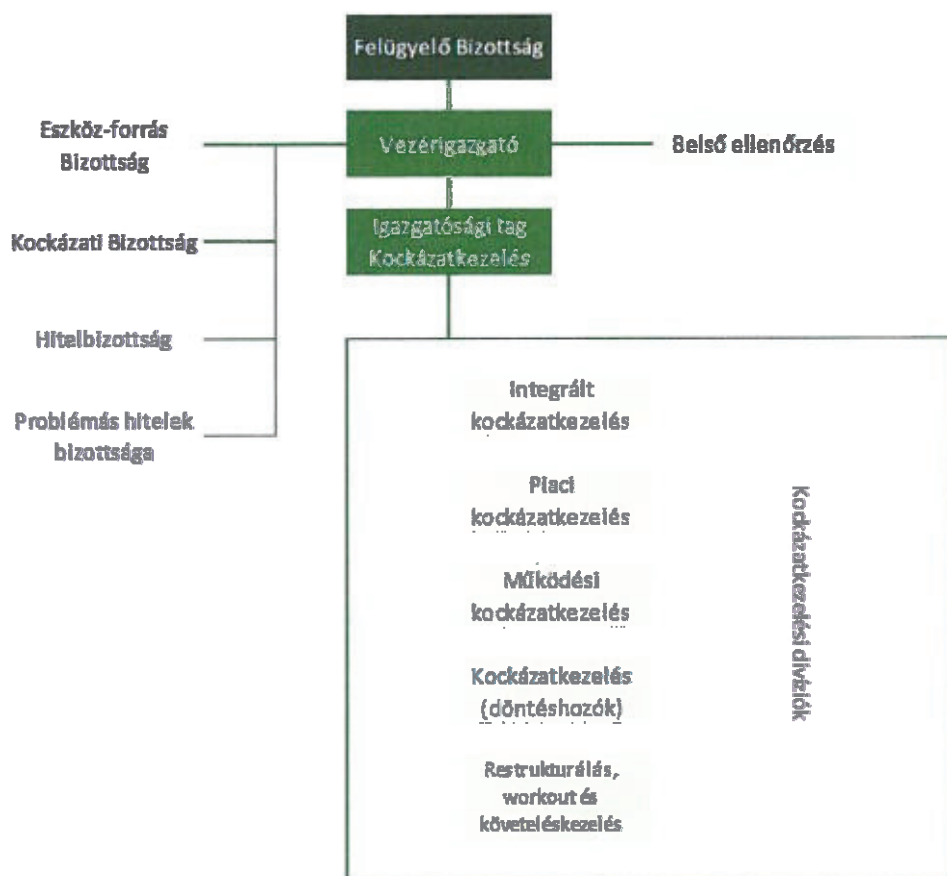 Felügyelő Bizottság
Eszköz-forrás
Bizottság
Vezérigazgató
Belső ellenőrzés
Kockázati Bizottság
Igazgatósági tag
Kockázatkezelés
Hitelbizottság
Problémás hitelek
bizottsága
Integrált
kockázatkezelés
Piaci
kockázatkezelés
Működési
kockázatkezelés
Kockázatkezelés
(döntéshozók)
Restrukturálás,
workout és
követeléskezelés
Kockázatkezelési divíziók